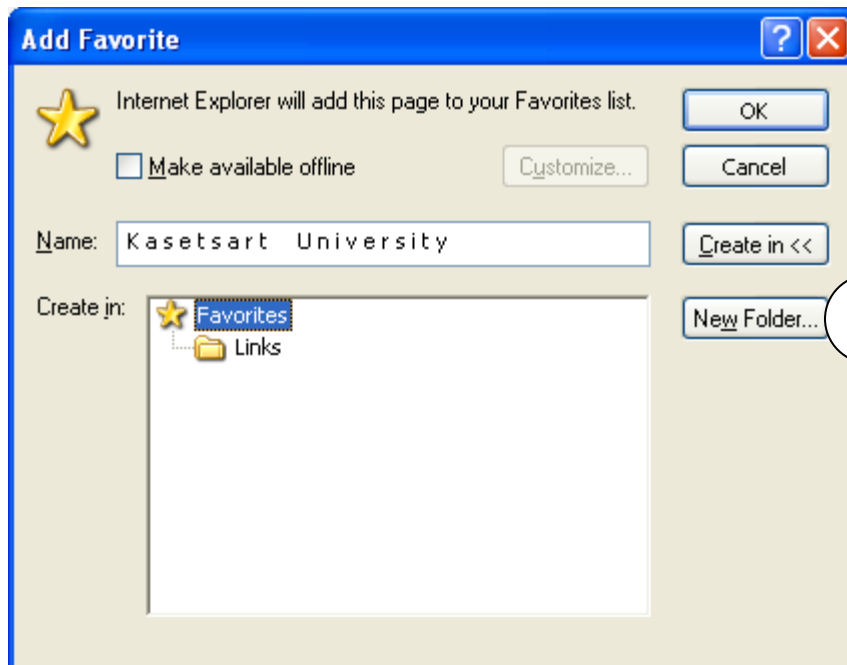 Add Favorite
Internet Explorer will add this page to your Favorites list.
OK
Make available offline
Customize...
Cancel
Name:
Kasetsart University
Create in <<
Create in:
Favorites
New Folder...
Links